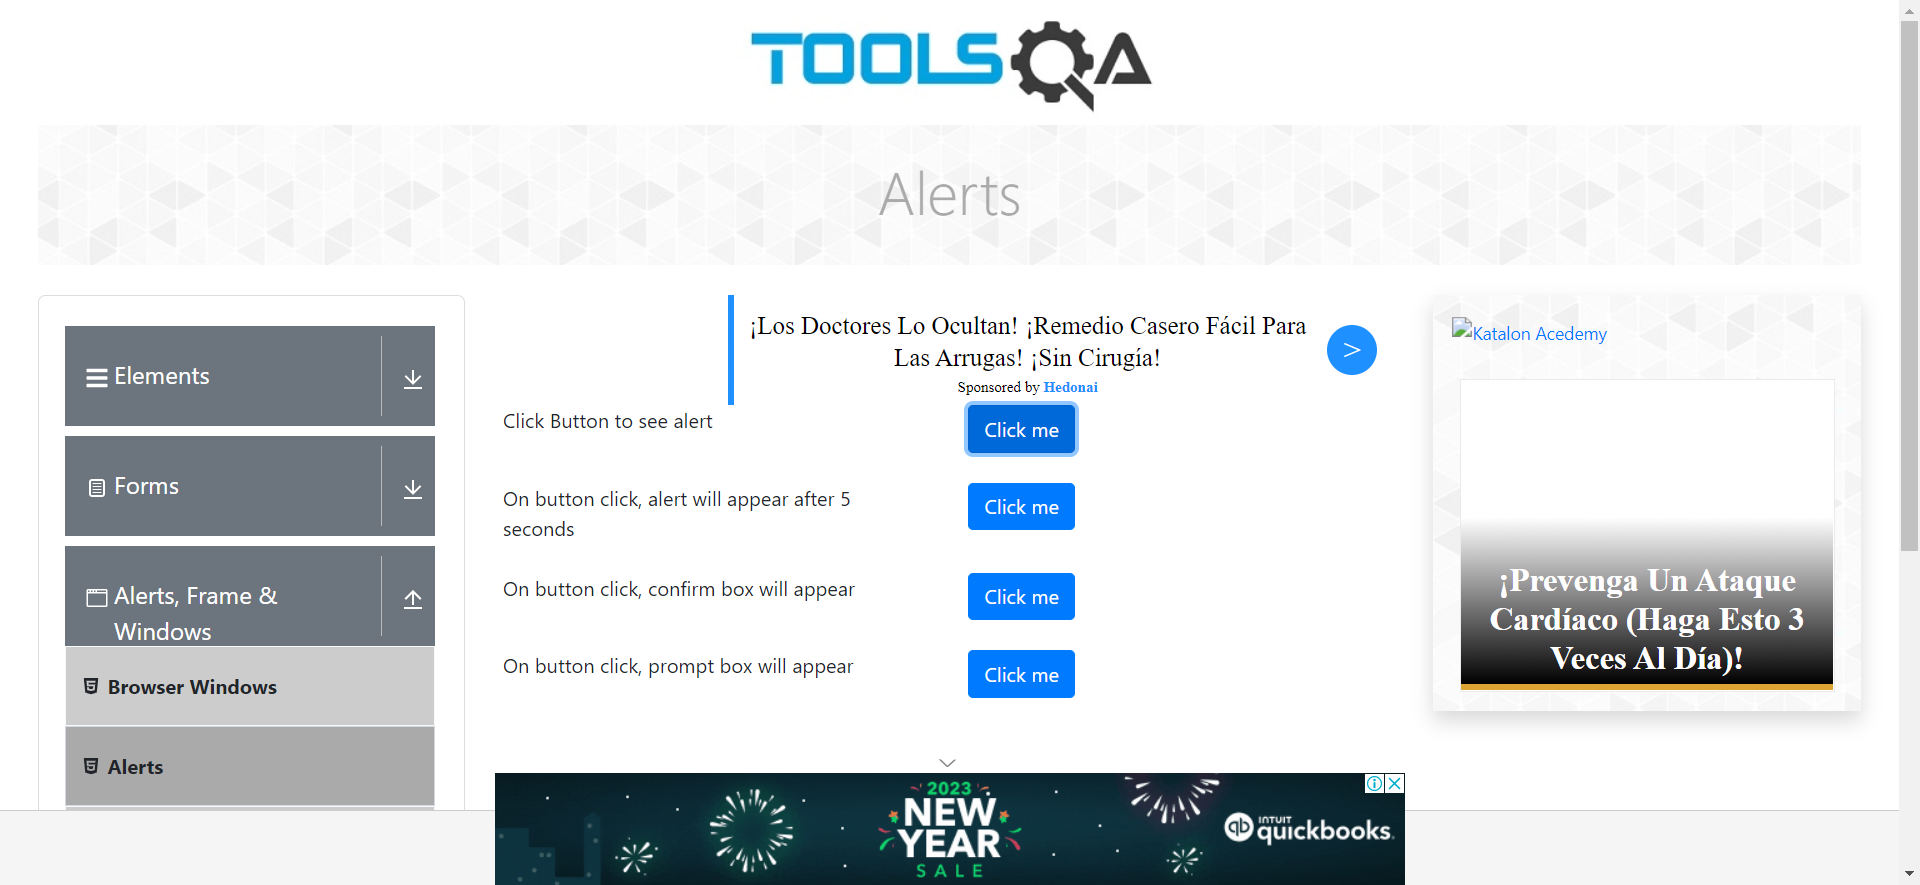 TOOLSQA
Alerts
Elements
Forms
Alerts, Frame &
Windows
Browser Windows
Alerts
¡Los Doctores Lo Ocultan! ¡Remedio Casero Fácil Para
Las Arrugas! ¡Sin Cirugía!
Sponsored by Hedonai
>
Click Button to see alert
Click me
On button click, alert will appear after 5
seconds
Click me
On button click, confirm box will appear
Click me
On button click, prompt box will appear
Click me
Katalon Acedemy
¡Prevenga Un Ataque
Cardíaco (Haga Esto 3
Veces Al Día)!
2023
NEW
YEAR
SALE
qb INTUIT
quickbooks.